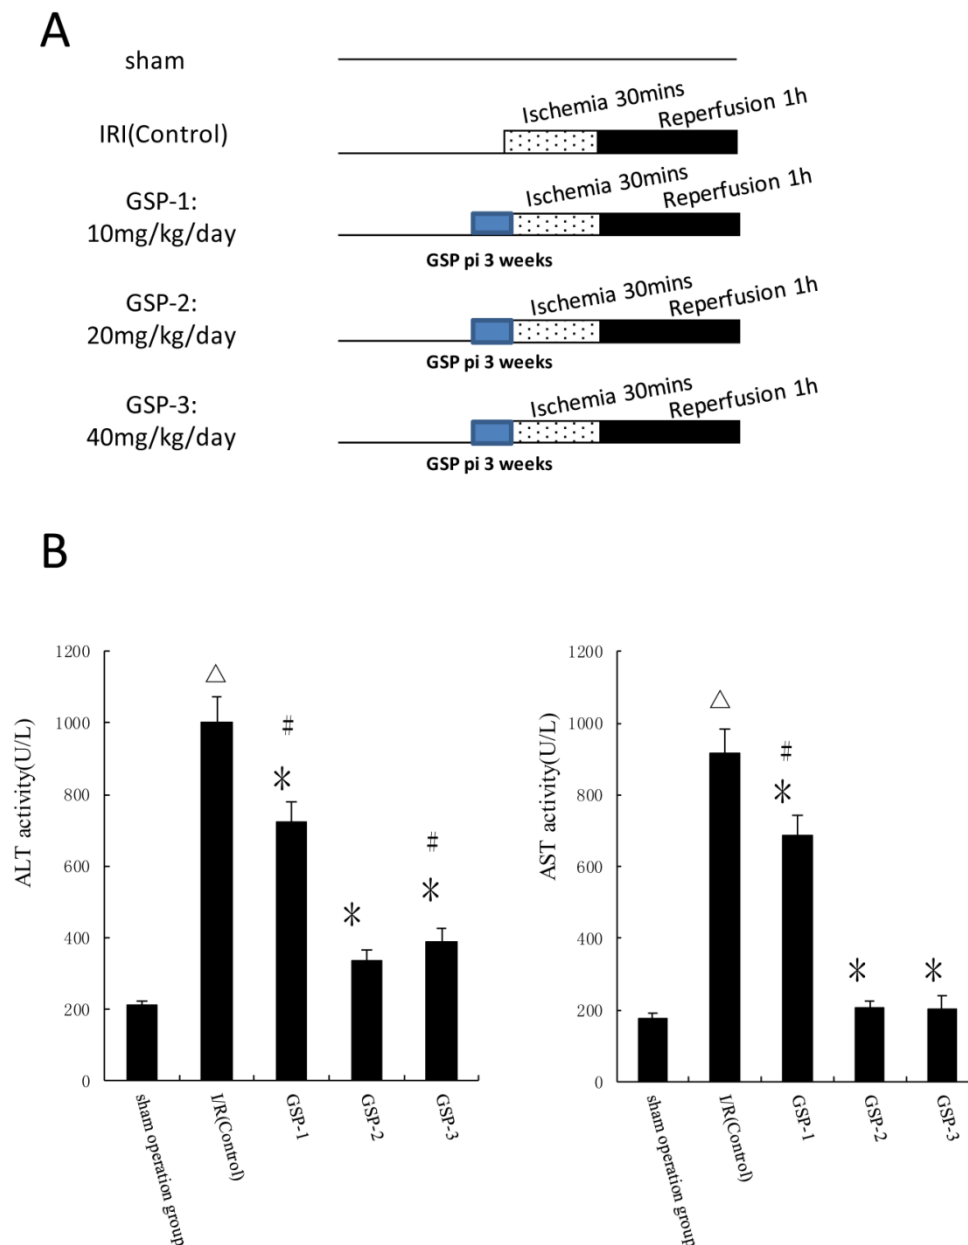 A
sham
Ischemia 30mins
Reperfusion 1h
IRI(Control)
Ischemia 30mins
Reperfusion 1h
GSP-1:
10mg/kg/day
GSP pi 3 weeks
Ischemia 30mins
Reperfusion 1h
GSP-2:
20mg/kg/day
GSP pi 3 weeks
Ischemia 30mins
Reperfusion 1h
GSP-3:
40mg/kg/day
GSP pi 3 weeks
B
ALT activity(U/L)
1200
1000
800
600
400
200
0
△
#
*
*
#
*
sham operation group
I/R(Control)
GSP-1
GSP-2
GSP-3
AST activity(U/L)
1200
1000
800
600
400
200
0
△
#
*
*
*
sham operation group
I/R(Control)
GSP-1
GSP-2
GSP-3